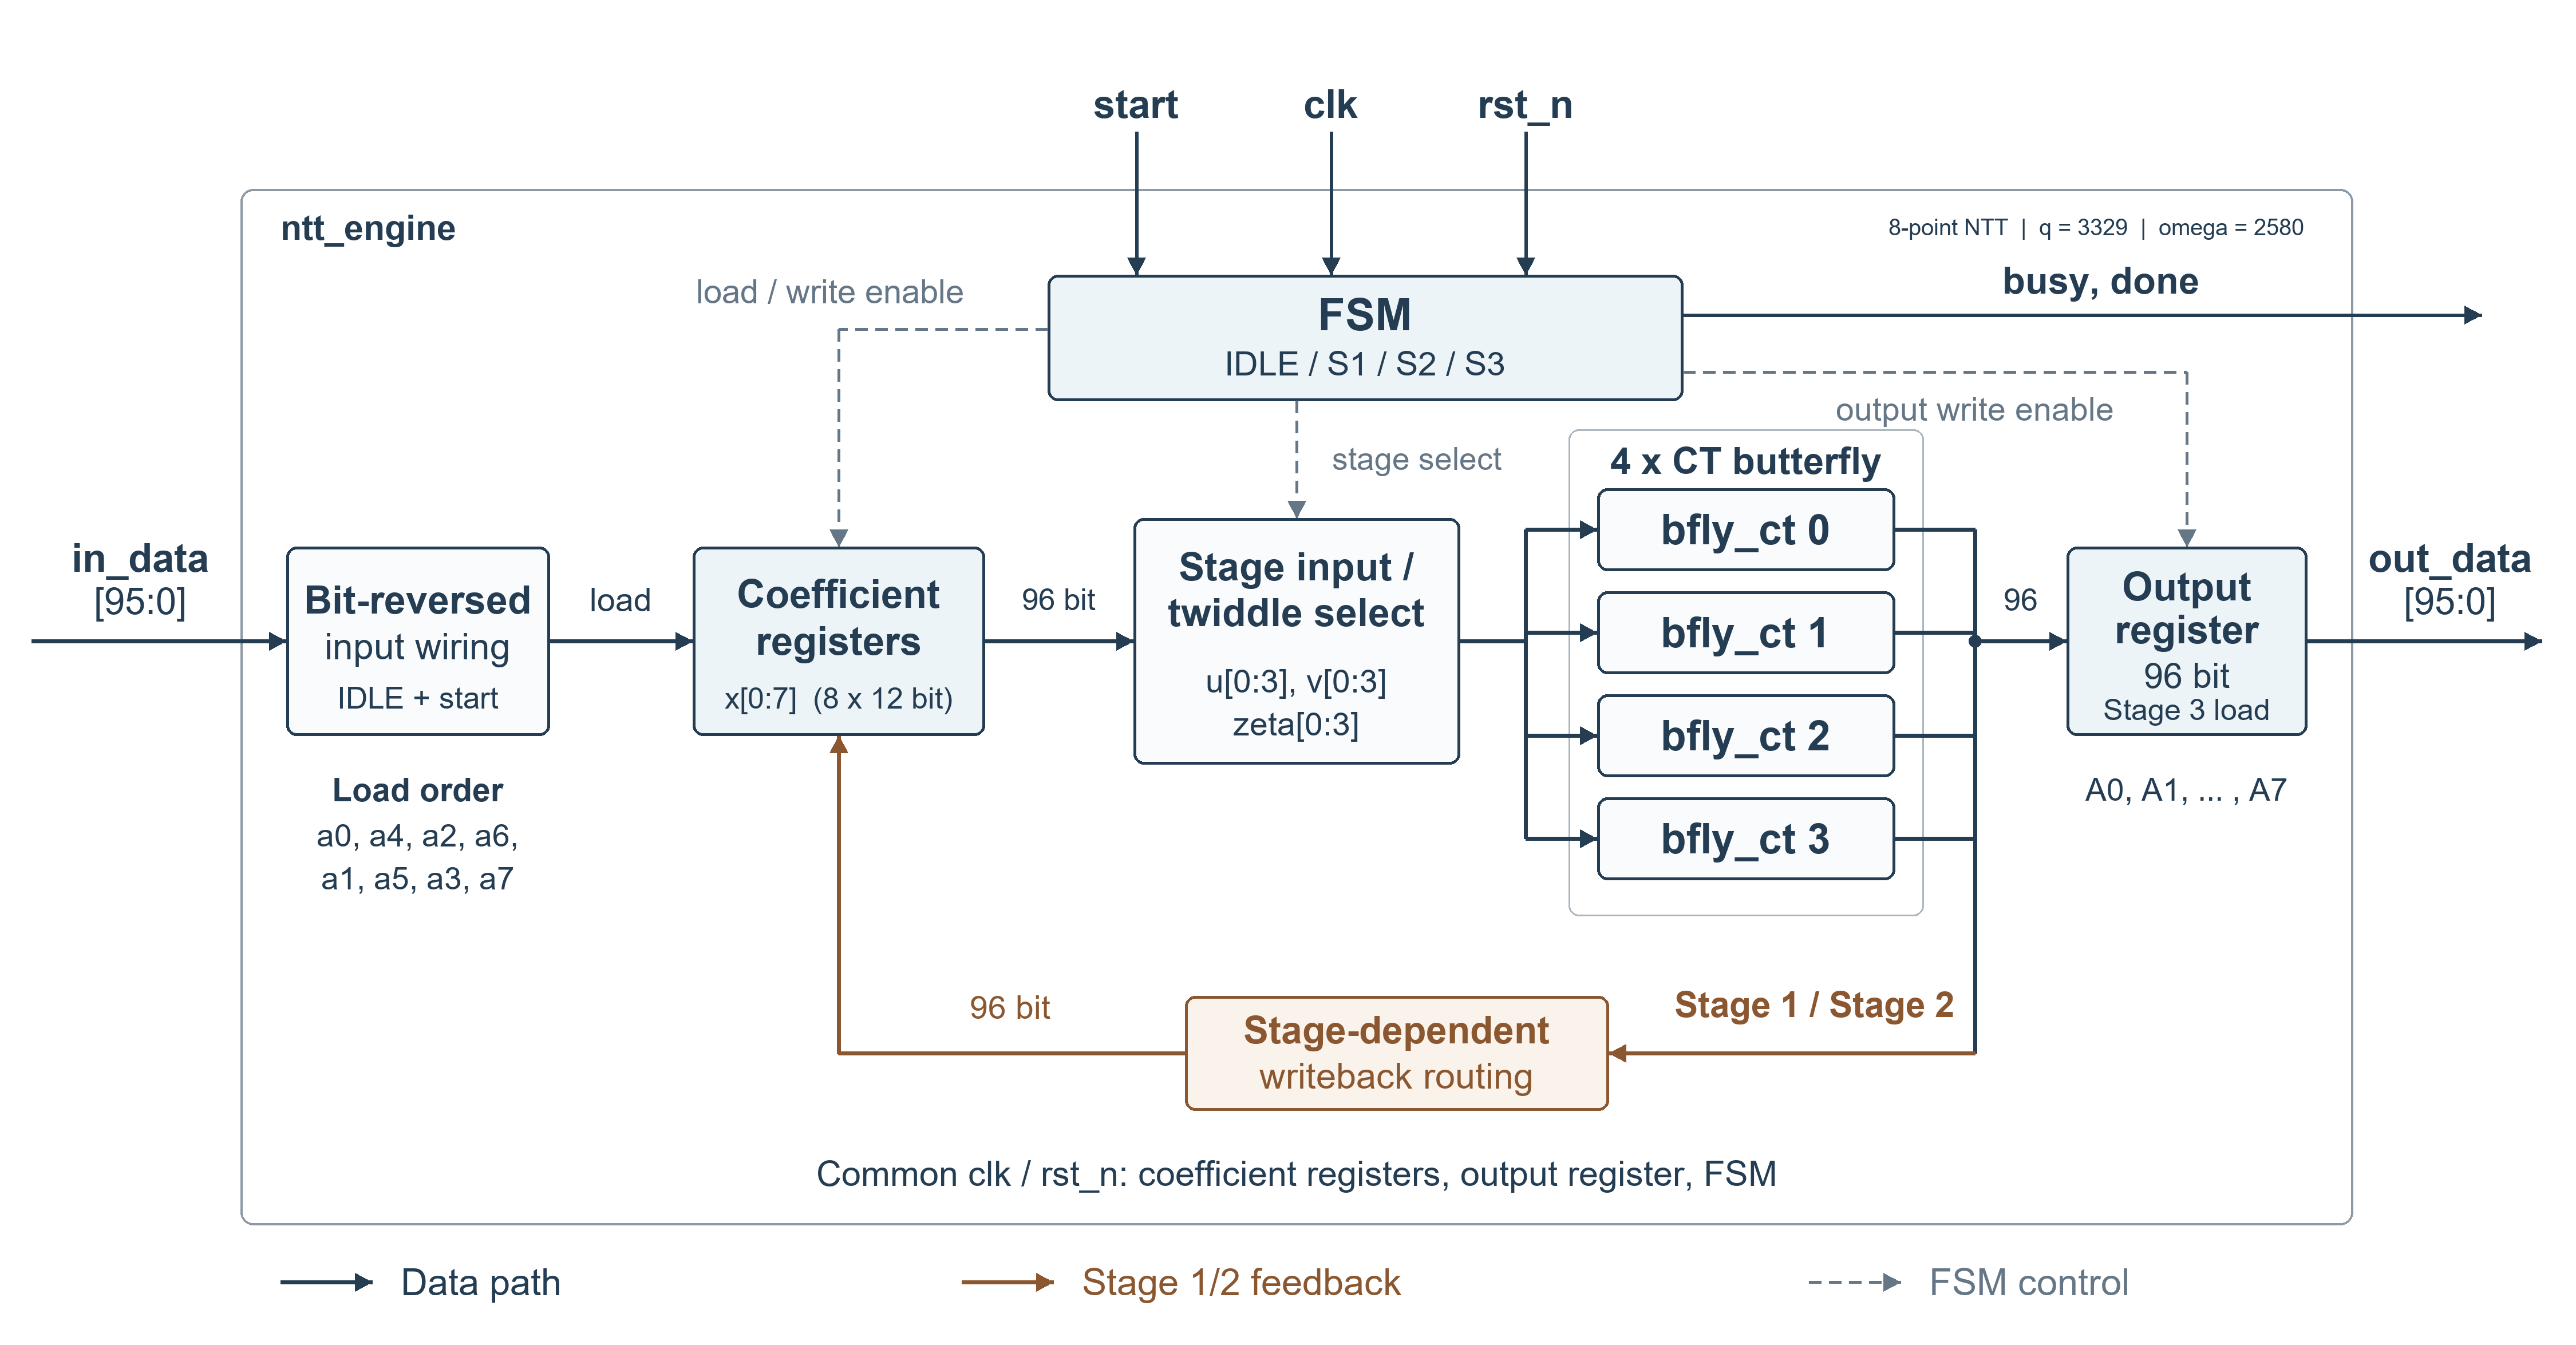 start
clk
rst_n
ntt_engine
8-point NTT | q = 3329 | omega = 2580
load / write enable
FSM
IDLE / S1 / S2 / S3
busy, done
output write enable
stage select
4 x CT butterfly
in_data
[95:0]
Bit-reversed
input wiring
IDLE + start
load
Coefficient
registers
x[0:7] (8 x 12 bit)
96 bit
Stage input /
twiddle select
u[0:3], v[0:3]
zeta[0:3]
bfly_ct 0
bfly_ct 1
bfly_ct 2
bfly_ct 3
96
Output
register
96 bit
Stage 3 load
out_data
[95:0]
Load order
a0, a4, a2, a6,
a1, a5, a3, a7
A0, A1, ... , A7
96 bit
Stage-dependent
writeback routing
Stage 1 / Stage 2
Common clk / rst_n: coefficient registers, output register, FSM
Data path
Stage 1/2 feedback
FSM control